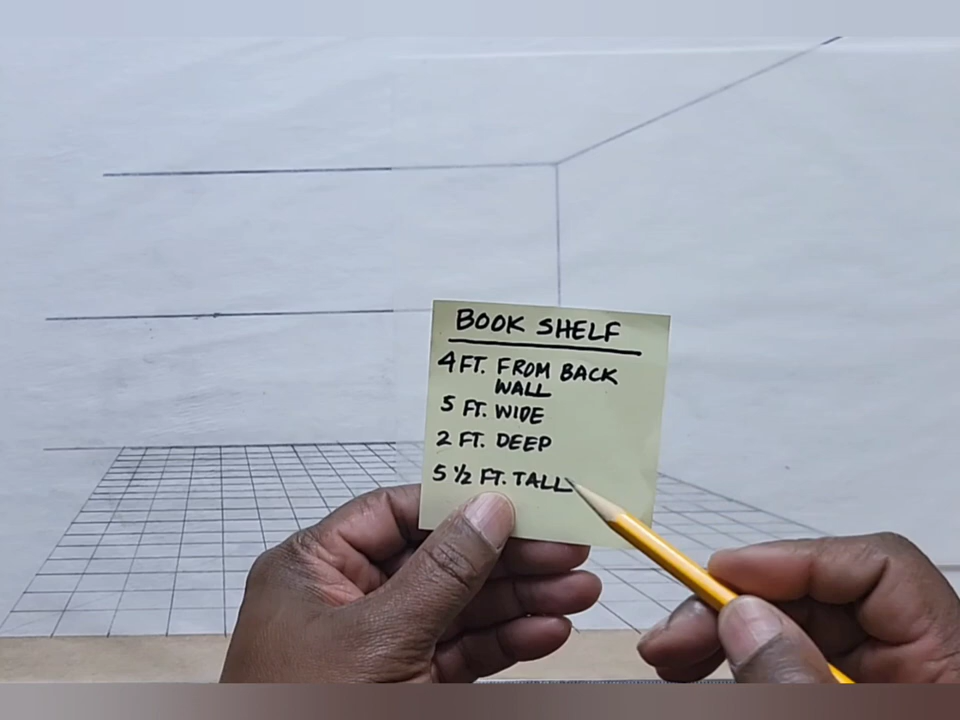 BOOK SHELF
4 FT. FROM BACK
WALL
5 FT. WIDE
2 FT. DEEP
5 1/2 FT. TALL